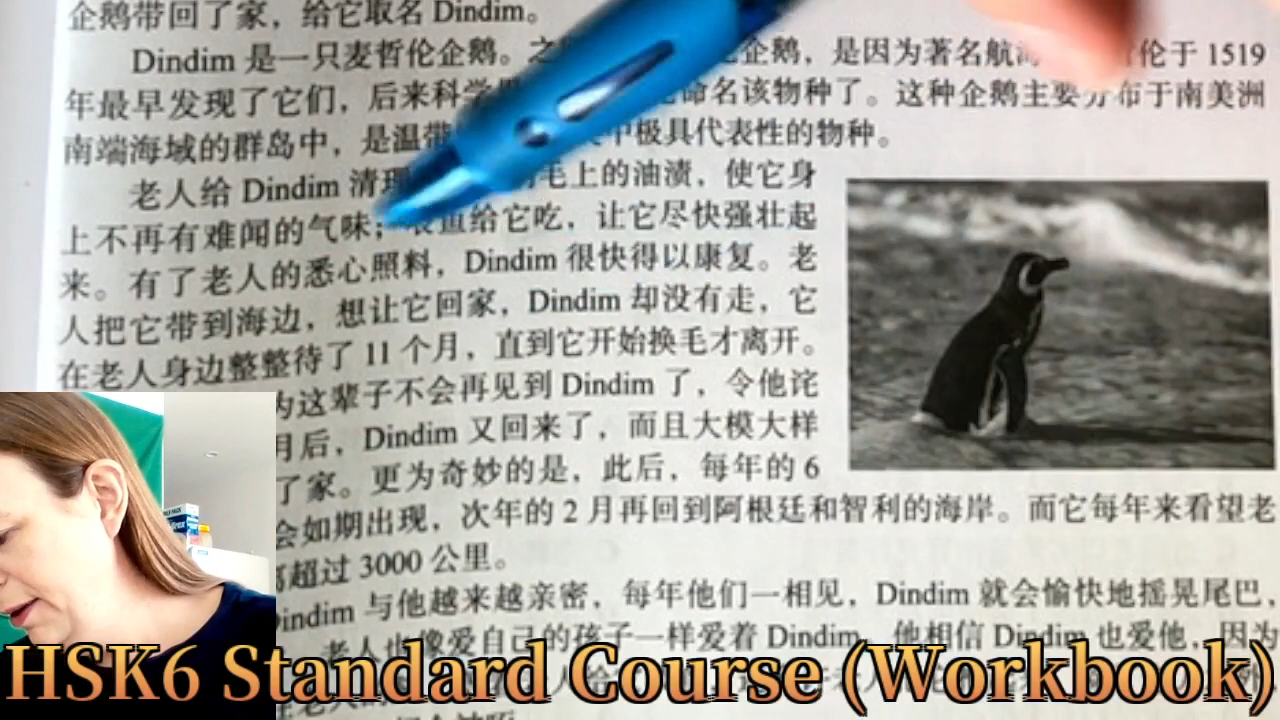 企鹅带回了家，给它取名 Dindim。
Dindim 是一只麦哲伦企鹅。之 企鹅，是因为著名航海 伦于 1519
年最早发现了它们，后来科学 命名该物种了。这种企鹅主要分布于南美洲
南端海域的群岛中，是温带 中极具代表性的物种。
老人给 Dindim 清理 毛上的油渍，使它身
上不再有难闻的气味； 给它吃，让它尽快强壮起
来。有了老人的悉心照料，Dindim 很快得以康复。老
人把它带到海边，想让它回家，Dindim 却没有走，它
在老人身边整整待了 11 个月，直到它开始换毛才离开。
为这辈子不会再见到 Dindim 了，令他诧
月后，Dindim 又回来了，而且大模大样
了家。更为奇妙的是，此后，每年的 6
会如期出现，次年的 2 月再回到阿根廷和智利的海岸。而它每年来看望老
超过 3000 公里。
Dindim 与他越来越亲密，每年他们一相见，Dindim 就会愉快地摇晃尾巴，
老人也像爱自己的孩子一样爱着 Dindim，他相信 Dindim 也爱他，因为
HSK6 Standard Course (Workbook)